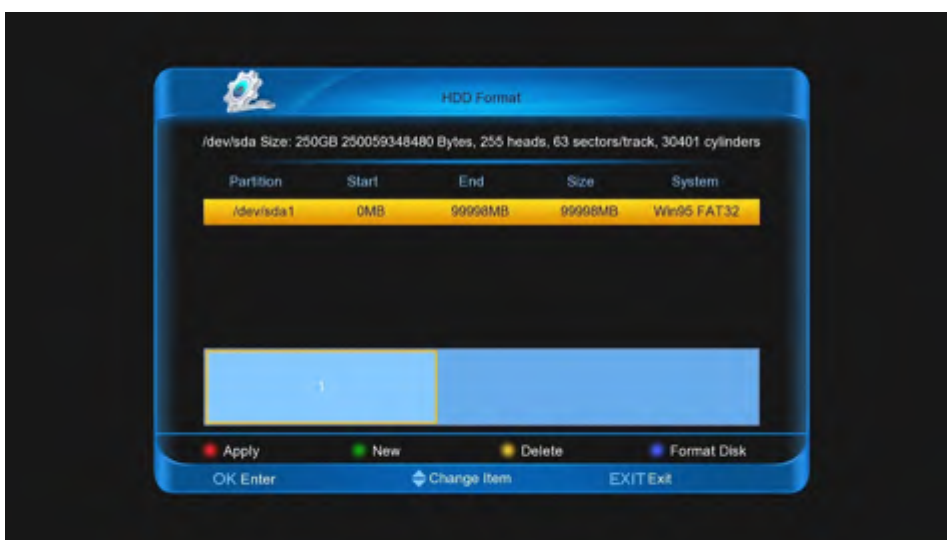 HDD Format
/dev/sda Size: 250GB 250059348480 Bytes, 255 heads, 63 sectors/track, 30401 cylinders
Partition Start End Size System
/dev/sda1 0MB 99998MB 99998MB Win95 FAT32
1
Apply New Delete Format Disk
OK Enter Change Item EXIT Exit